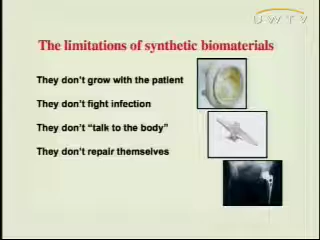 UWTV
The limitations of synthetic biomaterials
They don't grow with the patient
They don't fight infection
They don't “talk to the body”
They don't repair themselves